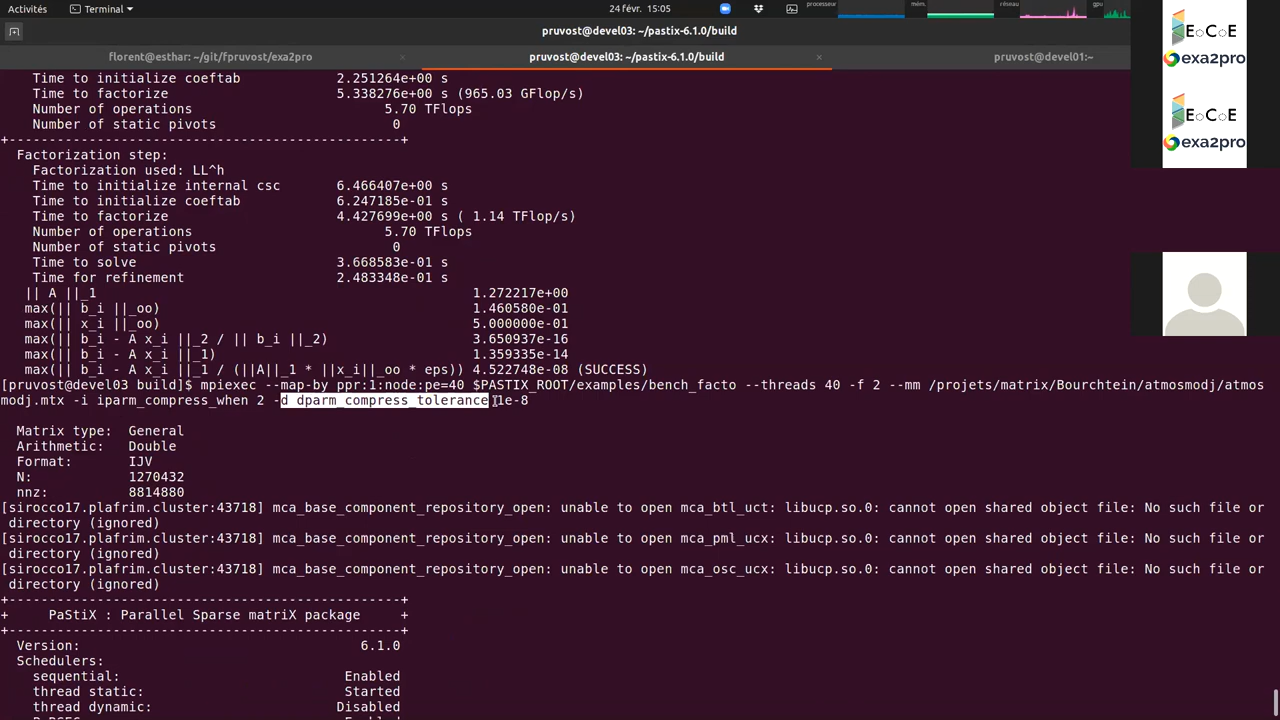 Activités
Terminal
24 févr. 15:05
processeur
mém.
réseau
gpu
pruvost@devel03: ~/pastix-6.1.0/build
florent@esthar: ~/git/fpruvost/exa2pro
pruvost@devel03: ~/pastix-6.1.0/build
pruvost@devel01:~
Time to initialize coeftab 2.251264e+00 s
Time to factorize 5.338276e+00 s (965.03 GFlop/s)
Number of operations 5.70 TFlops
Number of static pivots 0
+-------------------------------------------------+
Factorization step:
Factorization used: LL^h
Time to initialize internal csc 6.466407e+00 s
Time to initialize coeftab 6.247185e-01 s
Time to factorize 4.427699e+00 s ( 1.14 TFlop/s)
Number of operations 5.70 TFlops
Number of static pivots 0
Time to solve 3.668583e-01 s
Time for refinement 2.483348e-01 s
|| A ||_1 1.272217e+00
max(|| b_i ||_oo) 1.460580e-01
max(|| x_i ||_oo) 5.000000e-01
max(|| b_i - A x_i ||_2 / || b_i ||_2) 3.650937e-16
max(|| b_i - A x_i ||_1) 1.359335e-14
max(|| b_i - A x_i ||_1 / (||A||_1 * ||x_i||_oo * eps)) 4.522748e-08 (SUCCESS)
[pruvost@devel03 build]$ mpiexec --map-by ppr:1:node:pe=40 $PASTIX_ROOT/examples/bench_facto --threads 40 -f 2 --mm /projets/matrix/Bourchtein/atmosmodj/atmos
modj.mtx -i iparm_compress_when 2 -d dparm_compress_tolerance 1e-8
Matrix type: General
Arithmetic: Double
Format: IJV
N: 1270432
nnz: 8814880
[sirocco17.plafrim.cluster:43718] mca_base_component_repository_open: unable to open mca_btl_uct: libucp.so.0: cannot open shared object file: No such file or
directory (ignored)
[sirocco17.plafrim.cluster:43718] mca_base_component_repository_open: unable to open mca_pml_ucx: libucp.so.0: cannot open shared object file: No such file or
directory (ignored)
[sirocco17.plafrim.cluster:43718] mca_base_component_repository_open: unable to open mca_osc_ucx: libucp.so.0: cannot open shared object file: No such file or
directory (ignored)
+-------------------------------------------------+
+ PaStiX : Parallel Sparse matriX package +
+-------------------------------------------------+
Version: 6.1.0
Schedulers:
sequential: Enabled
thread static: Started
thread dynamic: Disabled
EoCoE
exa2pro
EoCoE
exa2pro